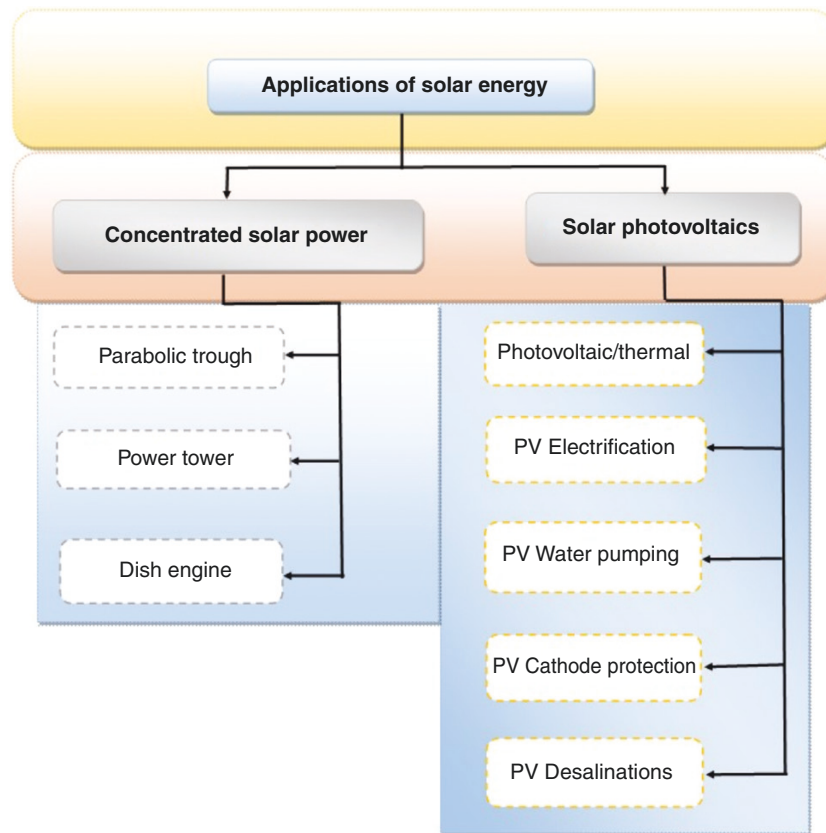 Applications of solar energy
Concentrated solar power
Solar photovoltaics
Parabolic trough
Power tower
Dish engine
Photovoltaic/thermal
PV Electrification
PV Water pumping
PV Cathode protection
PV Desalinations